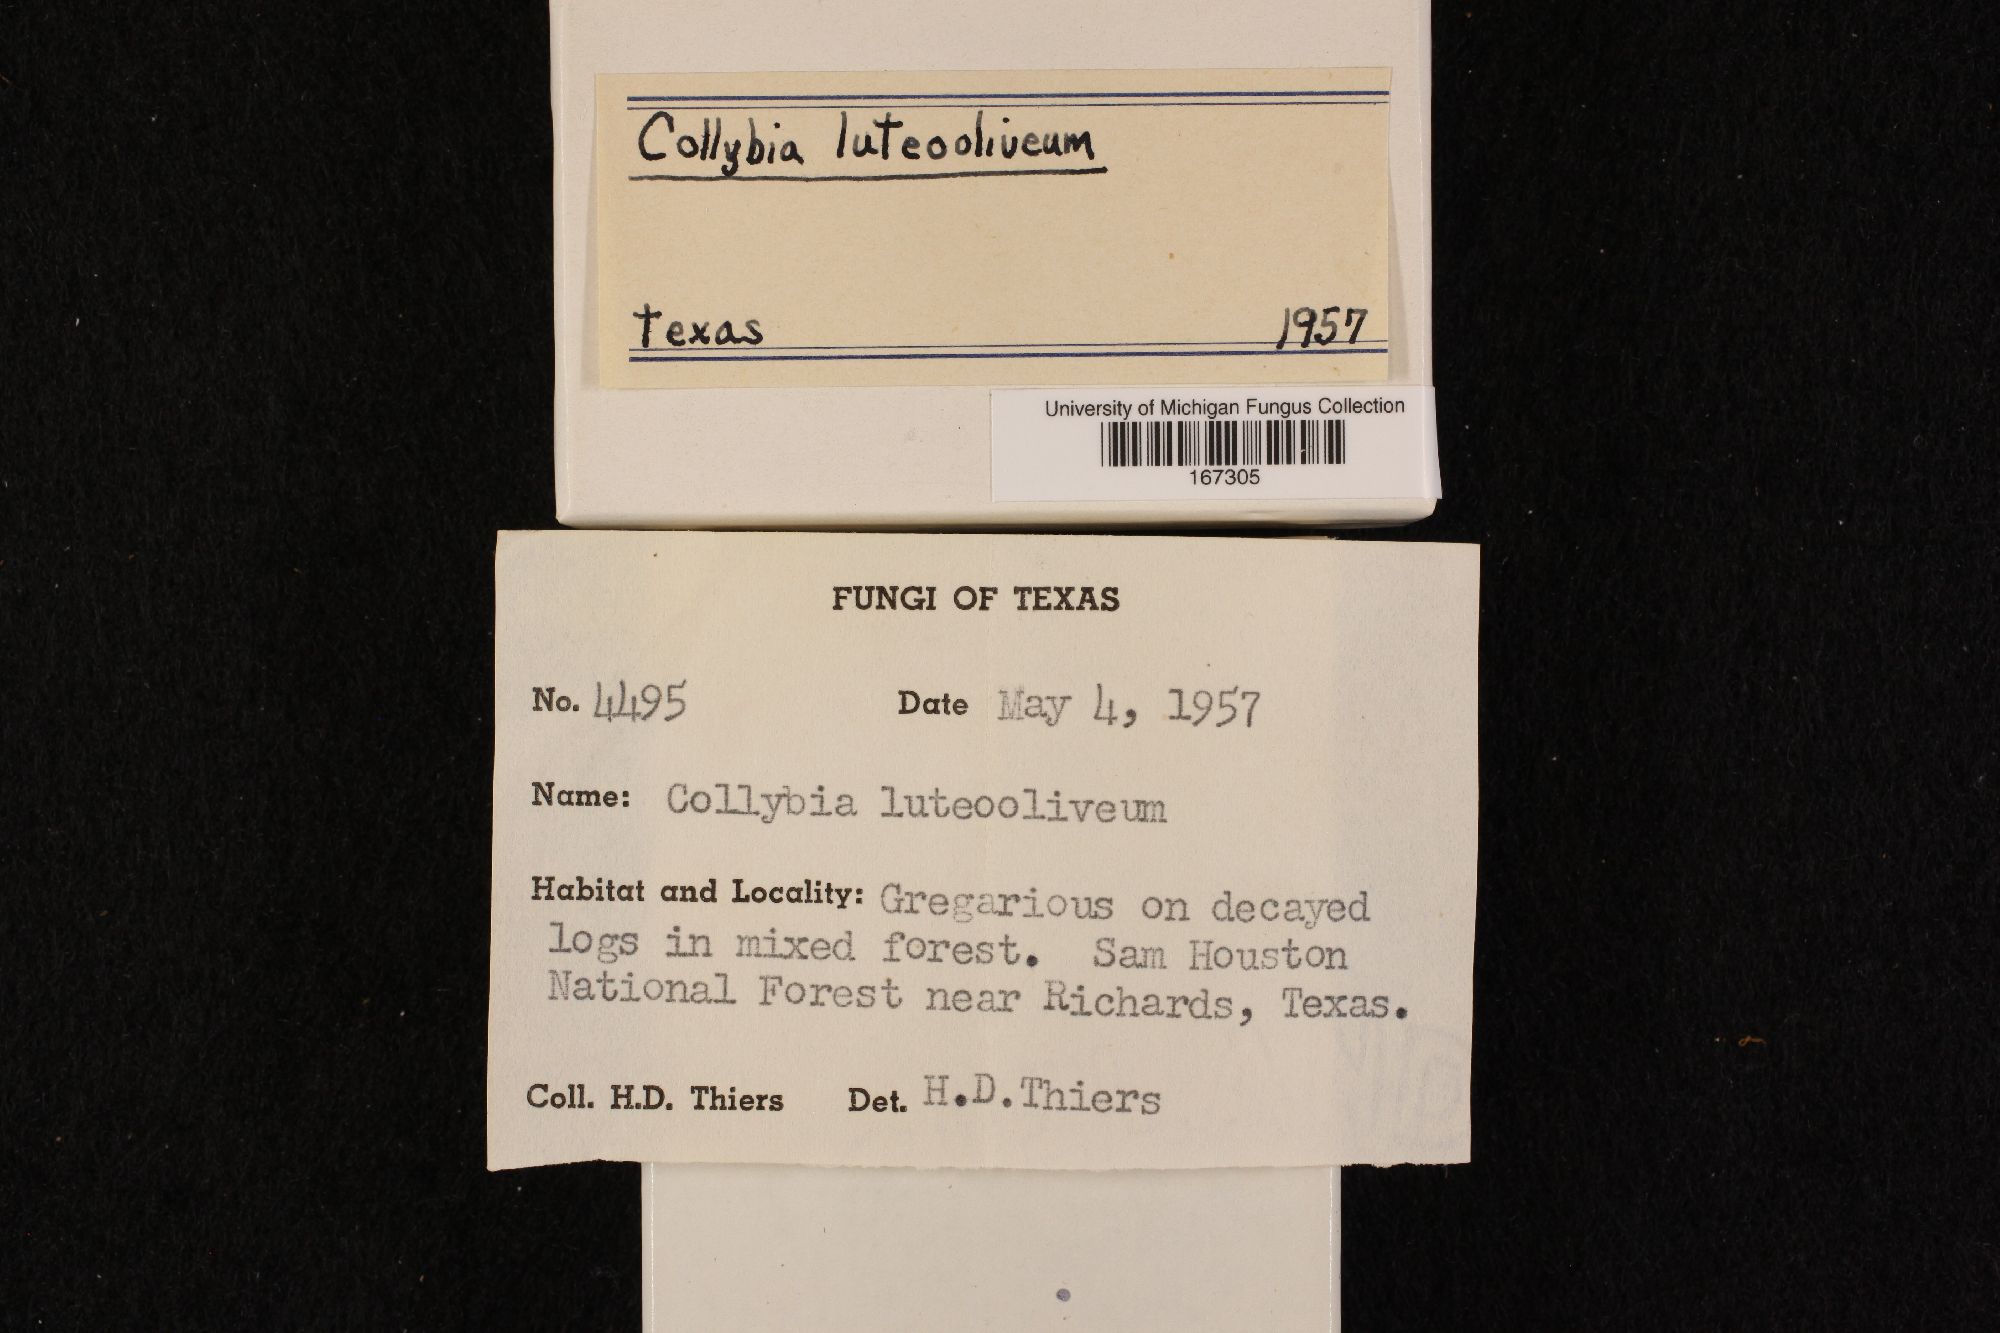 Collybia luteooliveum
Texas 1957
University of Michigan Fungus Collection
167305
FUNGI OF TEXAS
No. 4495 Date May 4, 1957
Name: Collybia luteooliveum
Habitat and Locality: Gregarious on decayed
logs in mixed forest. Sam Houston
National Forest near Richards, Texas.
Coll. H.D. Thiers Det. H.D.Thiers